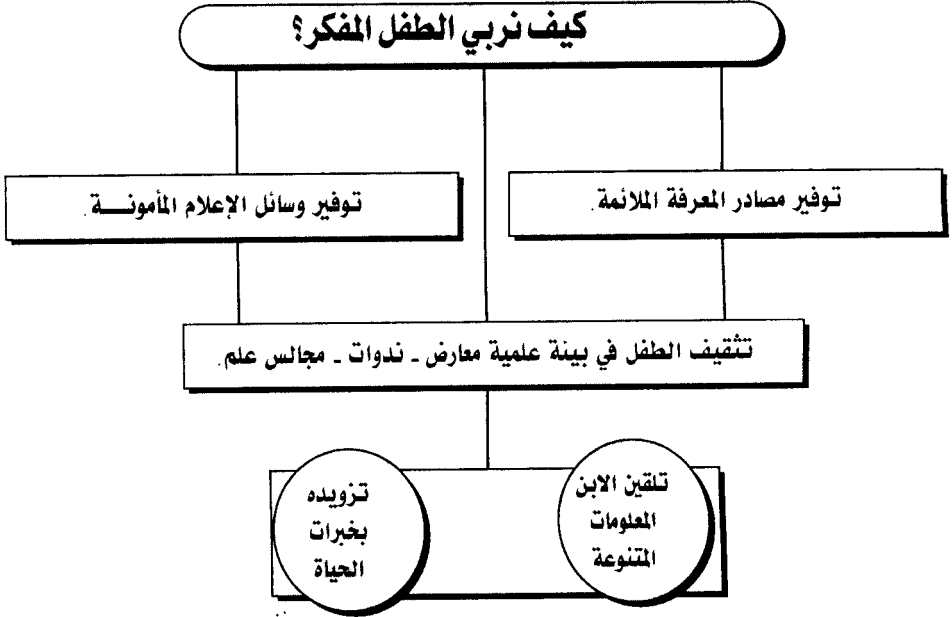 كيف نربي الطفل المفكر؟
توفير مصادر المعرفة الملائمة.
توفير وسائل الإعلام المأمونـــة.
تثقيف الطفل في بيئة علمية معارض ـ ندوات ـ مجالس علم.
تلقين الابن
المعلومات
المتنوعة
تزويده
بخبرات
الحياة